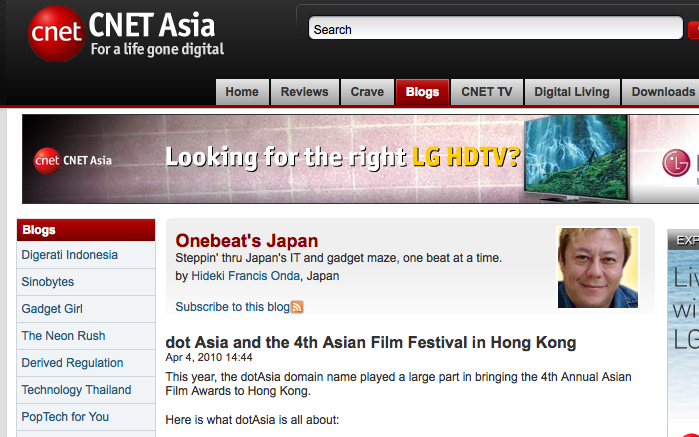 cnet CNET Asia
For a life gone digital
Search
Home Reviews Crave Blogs CNET TV Digital Living Downloads
cnet CNET Asia Looking for the right LG HDTV?
Blogs
Digerati Indonesia
Sinobytes
Gadget Girl
The Neon Rush
Derived Regulation
Technology Thailand
PopTech for You
Onebeat's Japan
Steppin' thru Japan's IT and gadget maze, one beat at a time.
by Hideki Francis Onda, Japan
Subscribe to this blog
dot Asia and the 4th Asian Film Festival in Hong Kong
Apr 4, 2010 14:44
This year, the dotAsia domain name played a large part in bringing the 4th Annual Asian
Film Awards to Hong Kong.
Here is what dotAsia is all about:
EXP
Liv
wi
LG